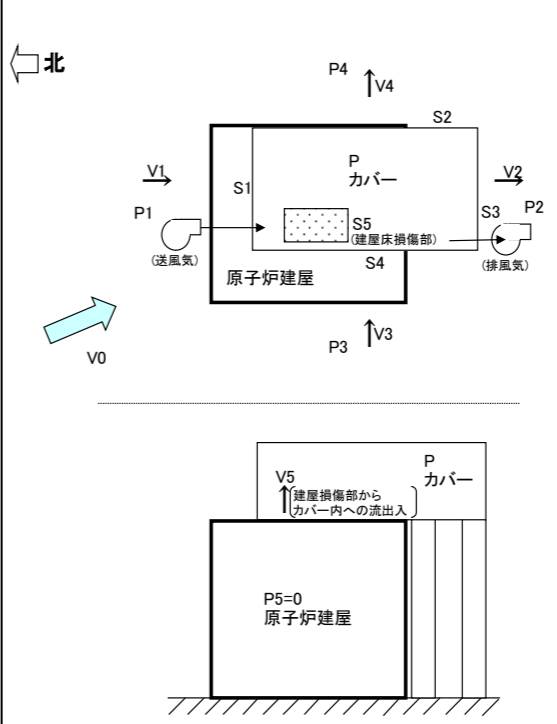 北
P4
V4
S2
V1
P
カバー
V2
S1
P1
S3
P2
S5
(建屋床損傷部)
(送風気)
(排風気)
S4
原子炉建屋
V3
P3
V0
P
カバー
V5
建屋損傷部から
カバー内への流出入
P5=0
原子炉建屋